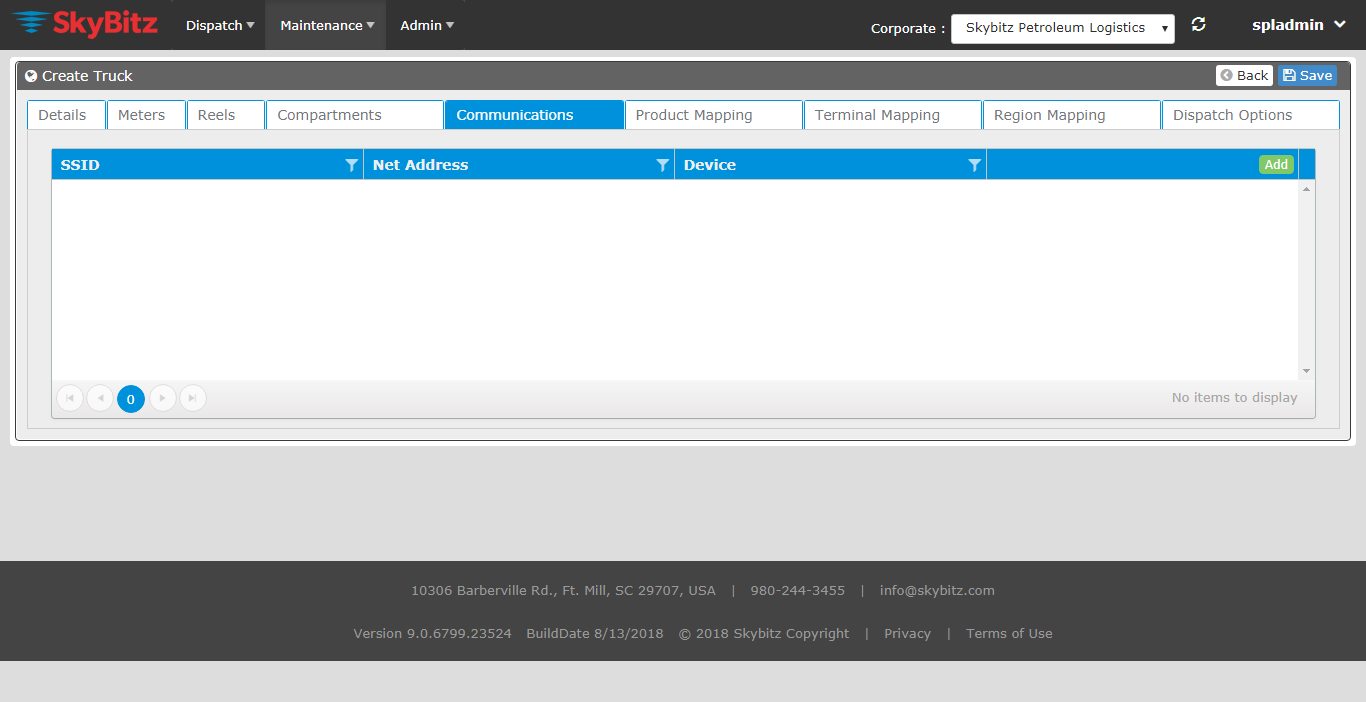 SkyBitz Dispatch Maintenance Admin Corporate : Skybitz Petroleum Logistics spladmin
Create Truck Back Save
Details Meters Reels Compartments Communications Product Mapping Terminal Mapping Region Mapping Dispatch Options
SSID Net Address Device Add
0 No items to display
10306 Barberville Rd., Ft. Mill, SC 29707, USA | 980-244-3455 | info@skybitz.com
Version 9.0.6799.23524 BuildDate 8/13/2018 © 2018 Skybitz Copyright | Privacy | Terms of Use